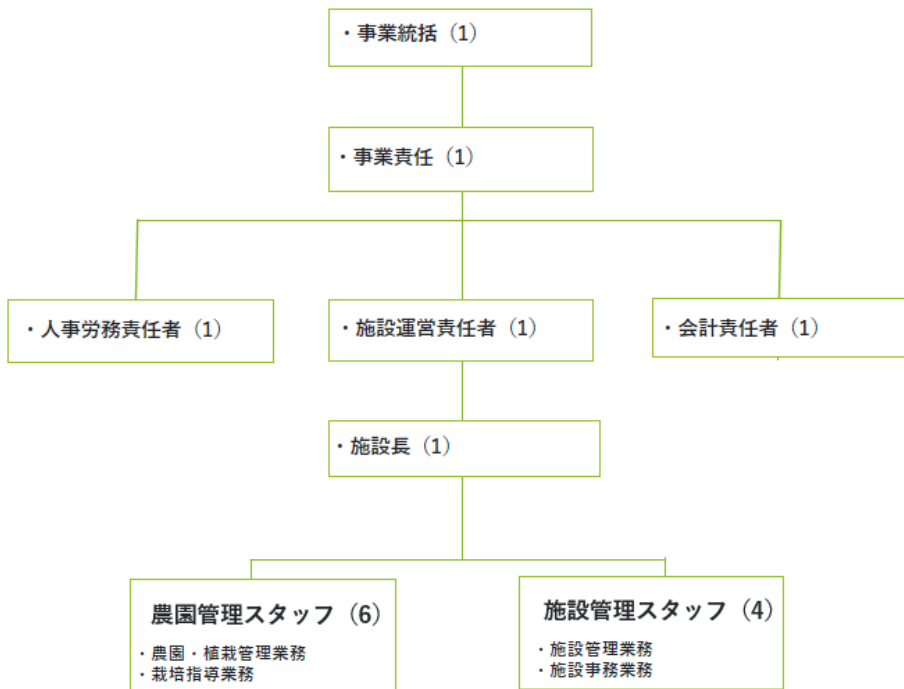 ・事業統括（1）
・事業責任（1）
・人事労務責任者（1）
・施設運営責任者（1）
・会計責任者（1）
・施設長（1）
農園管理スタッフ（6）
・農園・植栽管理業務
・栽培指導業務
施設管理スタッフ（4）
・施設管理業務
・施設事務業務